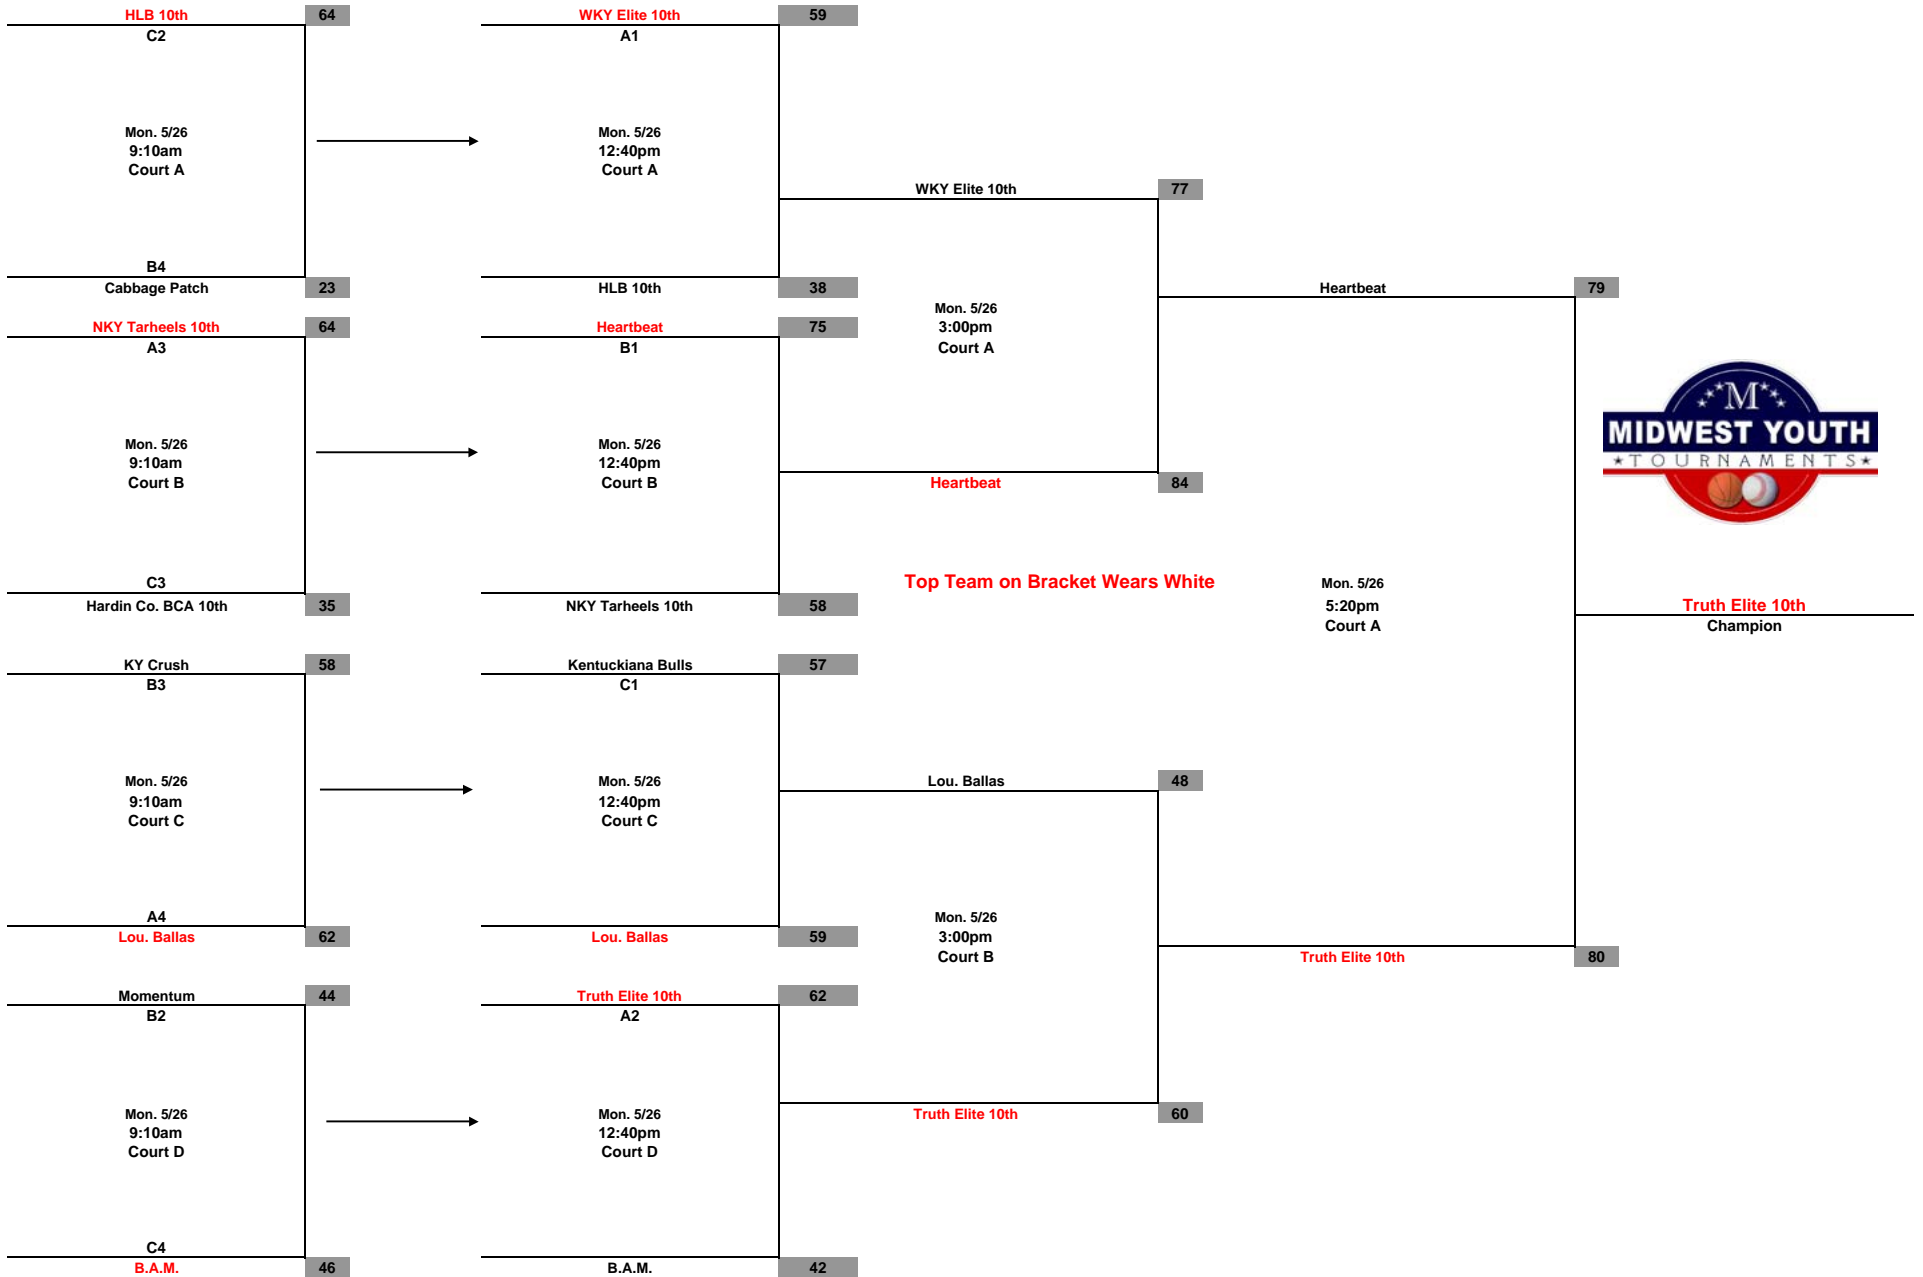 HLB 10th 64
C2
Mon. 5/26
9:10am
Court A
B4
Cabbage Patch 23
NKY Tarheels 10th 64
A3
Mon. 5/26
9:10am
Court B
C3
Hardin Co. BCA 10th 35
KY Crush 58
B3
Mon. 5/26
9:10am
Court C
A4
Lou. Ballas 62
Momentum 44
B2
Mon. 5/26
9:10am
Court D
C4
B.A.M. 46
WKY Elite 10th 59
A1
Mon. 5/26
12:40pm
Court A
HLB 10th 38
Heartbeat 75
B1
Mon. 5/26
12:40pm
Court B
NKY Tarheels 10th 58
Kentuckiana Bulls 57
C1
Mon. 5/26
12:40pm
Court C
Lou. Ballas 59
Truth Elite 10th 62
A2
Mon. 5/26
12:40pm
Court D
B.A.M. 42
WKY Elite 10th 77
Mon. 5/26
3:00pm
Court A
Heartbeat 84
Top Team on Bracket Wears White
Lou. Ballas 48
Mon. 5/26
3:00pm
Court B
Truth Elite 10th 60
Heartbeat 79
Mon. 5/26
5:20pm
Court A
Truth Elite 10th 80
M
MIDWEST YOUTH
TOURNAMENTS
Truth Elite 10th
Champion